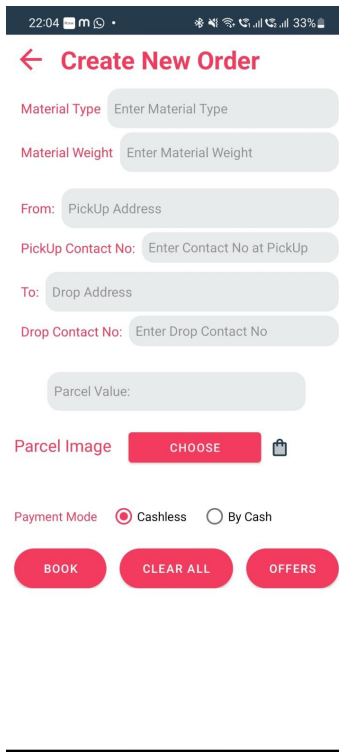 22:04 m • 33%
Create New Order
Material Type Enter Material Type
Material Weight Enter Material Weight
From: PickUp Address
PickUp Contact No: Enter Contact No at PickUp
To: Drop Address
Drop Contact No: Enter Drop Contact No
Parcel Value:
Parcel Image CHOOSE
Payment Mode Cashless By Cash
BOOK CLEAR ALL OFFERS